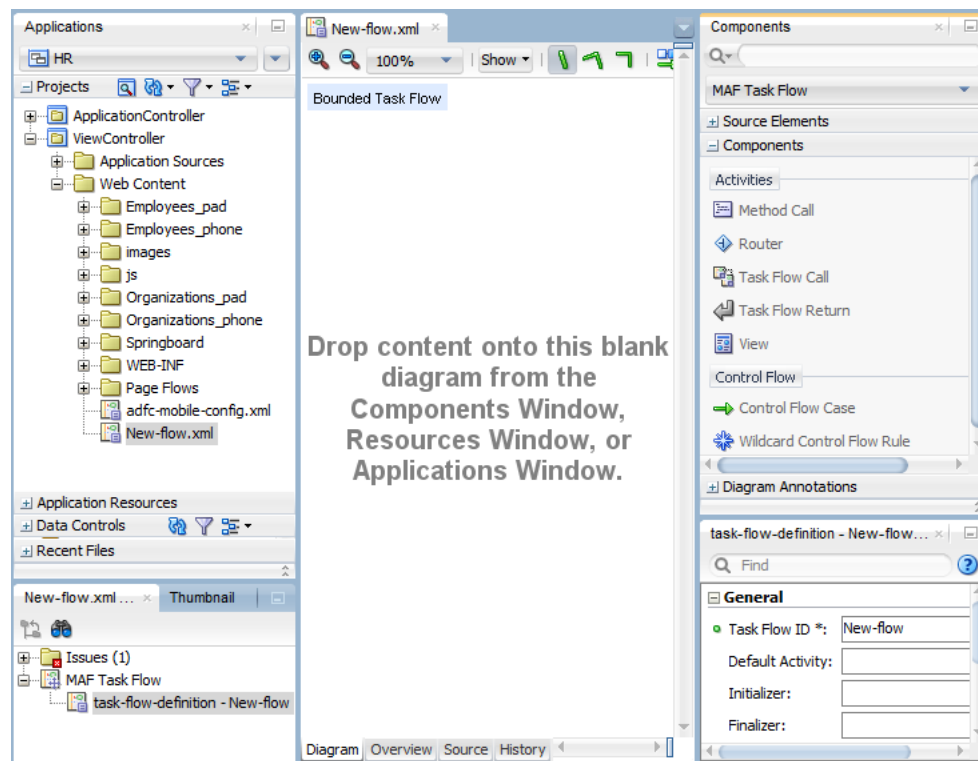 Applications
HR
Projects
ApplicationController
ViewController
Application Sources
Web Content
Employees_pad
Employees_phone
images
js
Organizations_pad
Organizations_phone
Springboard
WEB-INF
Page Flows
adfc-mobile-config.xml
New-flow.xml
Application Resources
Data Controls
Recent Files
New-flow.xml ...
Thumbnail
Issues (1)
MAF Task Flow
task-flow-definition - New-flow
New-flow.xml
100%
Show
Bounded Task Flow
Drop content onto this blank
diagram from the
Components Window,
Resources Window, or
Applications Window.
Diagram Overview Source History
Components
MAF Task Flow
Source Elements
Components
Activities
Method Call
Router
Task Flow Call
Task Flow Return
View
Control Flow
Control Flow Case
Wildcard Control Flow Rule
Diagram Annotations
task-flow-definition - New-flow...
Find
General
Task Flow ID *: New-flow
Default Activity:
Initializer:
Finalizer: